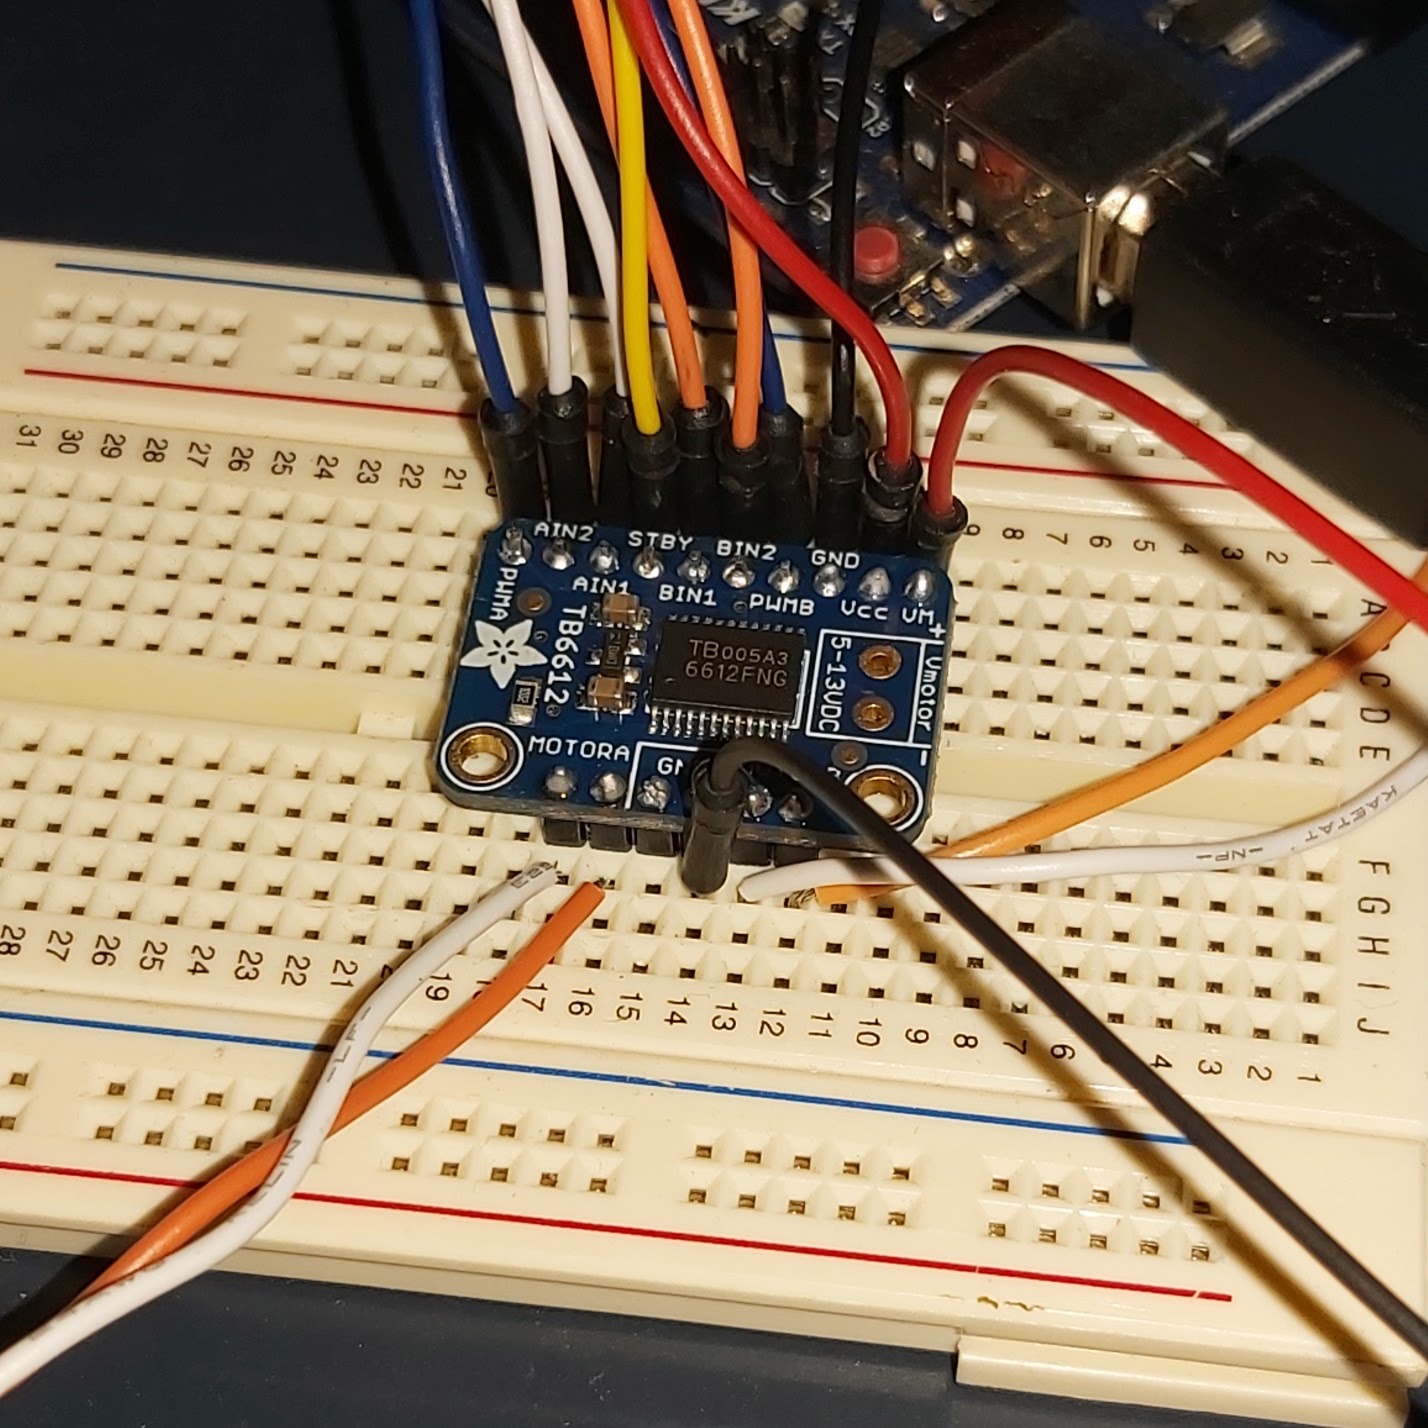 31 30 29 28 27 26 25 24 23 22 21
9 8 7 6 5 4 3 2 1
AIN2 STBY BIN2 GND
AIN1 BIN1 PWMB Vcc VM+
PWMA
TB6612
TB005A3
6612FNG
5-13VDC
Vmotor
-
MOTORA
A
C
D
E
F
G
H
I
J
28 27 26 25 24 23 22 21 19 17 16 15 14 13 12 11 10 9 8 7 6 4 3 2 1